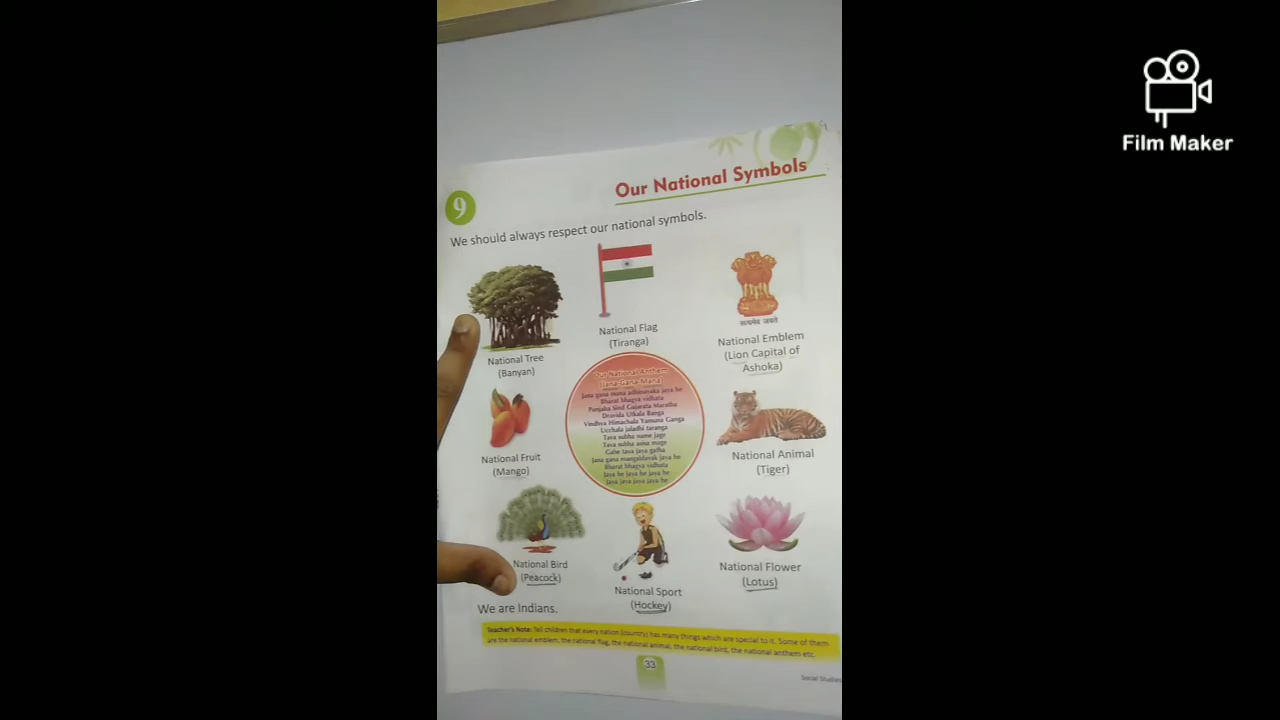 Film Maker
Our National Symbols
9
We should always respect our national symbols.
National Tree
(Banyan)
National Flag
(Tiranga)
सत्यमेव जयते
National Emblem
(Lion Capital of
Ashoka)
National Fruit
(Mango)
Our National Anthem
(Jana-Gana-Mana)
Jana gana mana adhinayaka jaya he
Bharat bhagya vidhata
Punjaba Sind Gujarata Maratha
Dravida Utkala Banga
Vindhya Himachala Yamuna Ganga
Ucchala jaladhi taranga
Tava subha name jage
Tava subha asisa mage
Gahe tava jaya gatha
Jana gana mangaldayak jaya he
Bharat bhagya vidhata
Jaya he jaya he jaya he
Jaya jaya jaya jaya he
National Animal
(Tiger)
National Bird
(Peacock)
National Sport
(Hockey)
National Flower
(Lotus)
We are Indians.
Teacher's Note: Tell children that every nation (country) has many things which are special to it. Some of them
are the national emblem, the national flag, the national animal, the national bird, the national anthem etc.
33
Social Studies